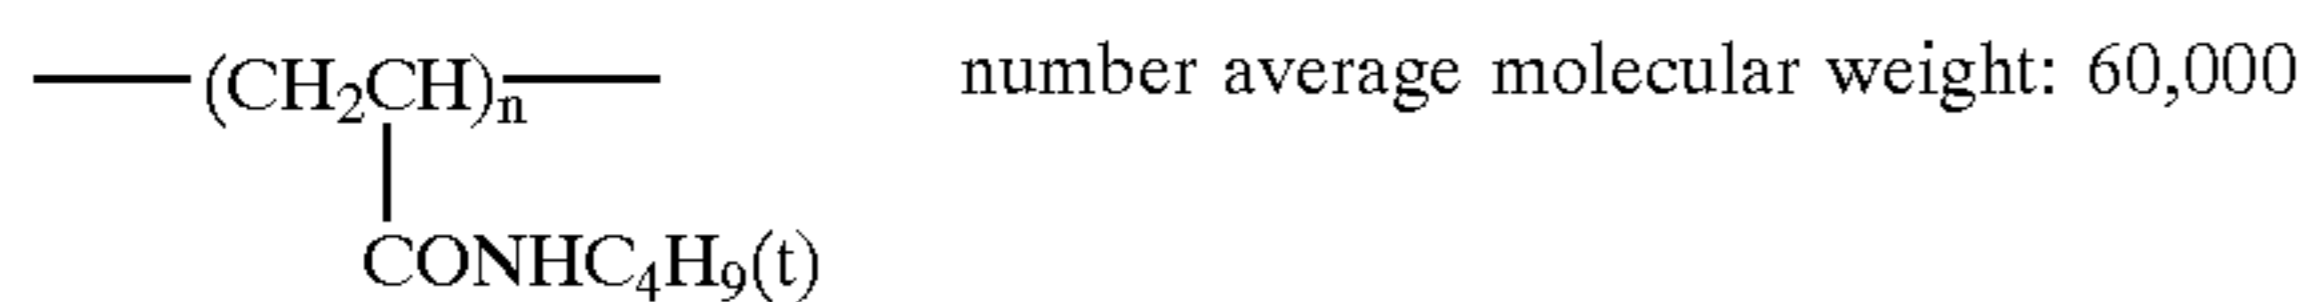 (CH₂CH)ₙ number average molecular weight: 60,000
CONHC₄H₉(t)